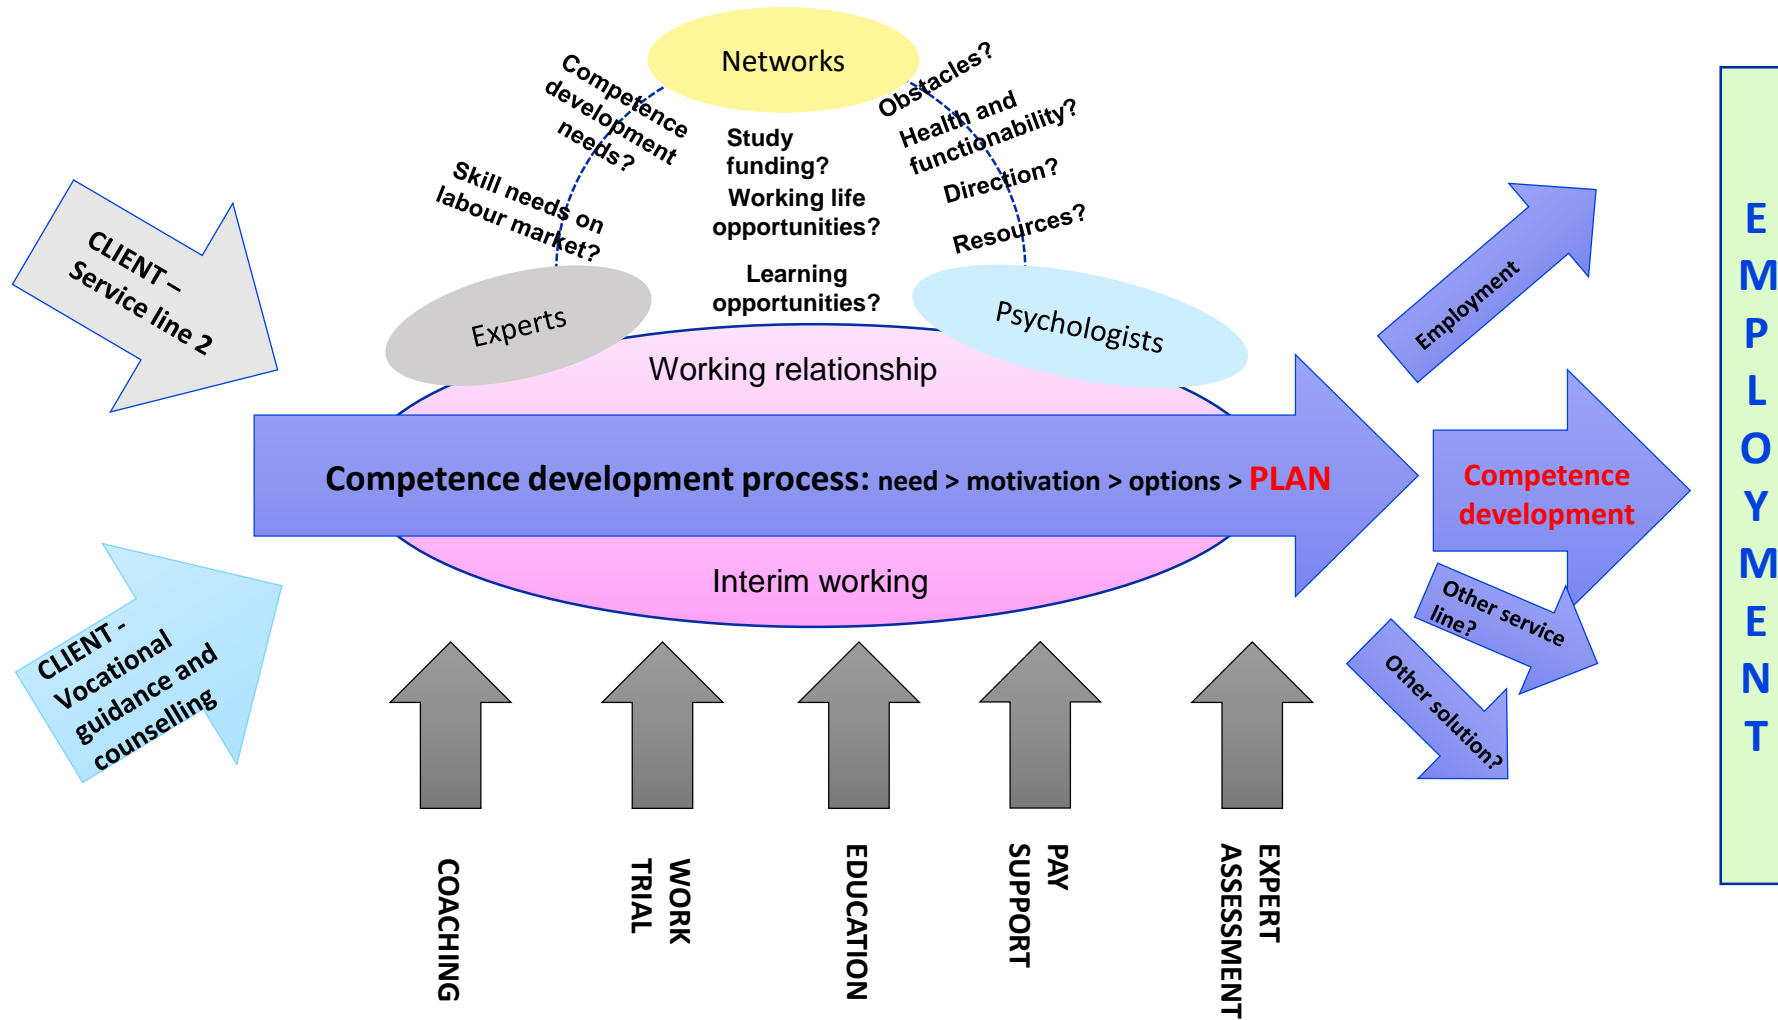 Networks
Competence
development
needs?
Skill needs on
labour market?
Study
funding?
Working life
opportunities?
Learning
opportunities?
Obstacles?
Health and
functionability?
Direction?
Resources?
Experts
Psychologists
CLIENT –
Service line 2
CLIENT -
Vocational
guidance and
counselling
Working relationship
Competence development process: need > motivation > options > PLAN
Interim working
Employment
Competence
development
Other service
line?
Other solution?
EMPLOYMENT
COACHING
WORK
TRIAL
EDUCATION
PAY
SUPPORT
EXPERT
ASSESSMENT